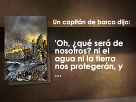 Un capitán de barco dijo:
'Oh, ¿qué será de
nosotros? ni el
agua ni la tierra
nos protegerán, y
...